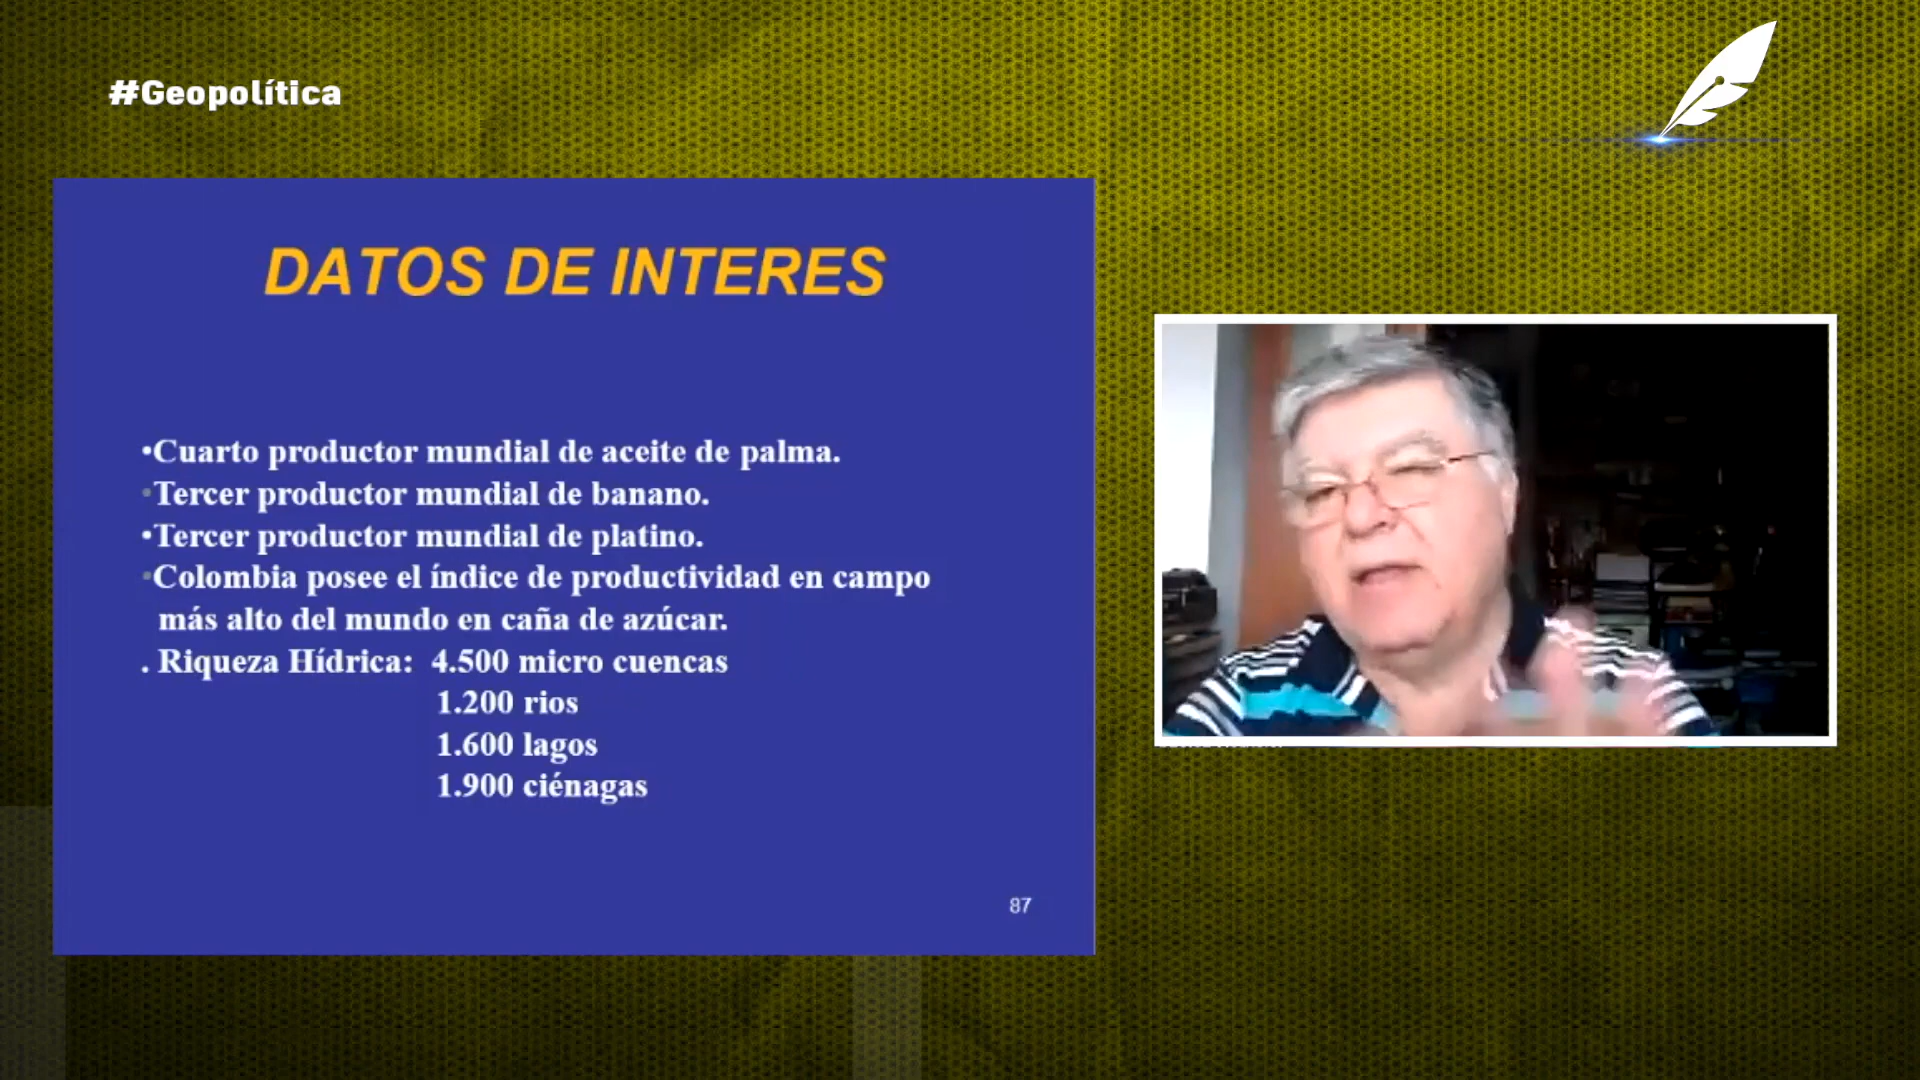 #Geopolítica
DATOS DE INTERES
•Cuarto productor mundial de aceite de palma.
•Tercer productor mundial de banano.
•Tercer productor mundial de platino.
•Colombia posee el índice de productividad en campo
más alto del mundo en caña de azúcar.
. Riqueza Hídrica: 4.500 micro cuencas
1.200 rios
1.600 lagos
1.900 ciénagas
87